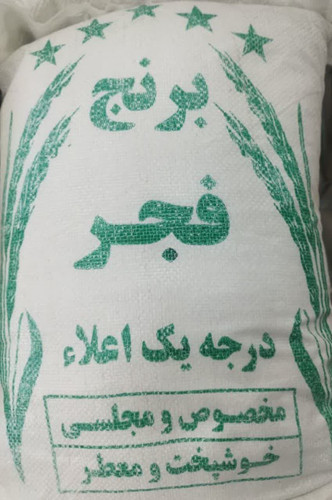 برنج
فجر
درجه یک اعلاء
مخصوص و مجلسی
خوشپخت و معطر